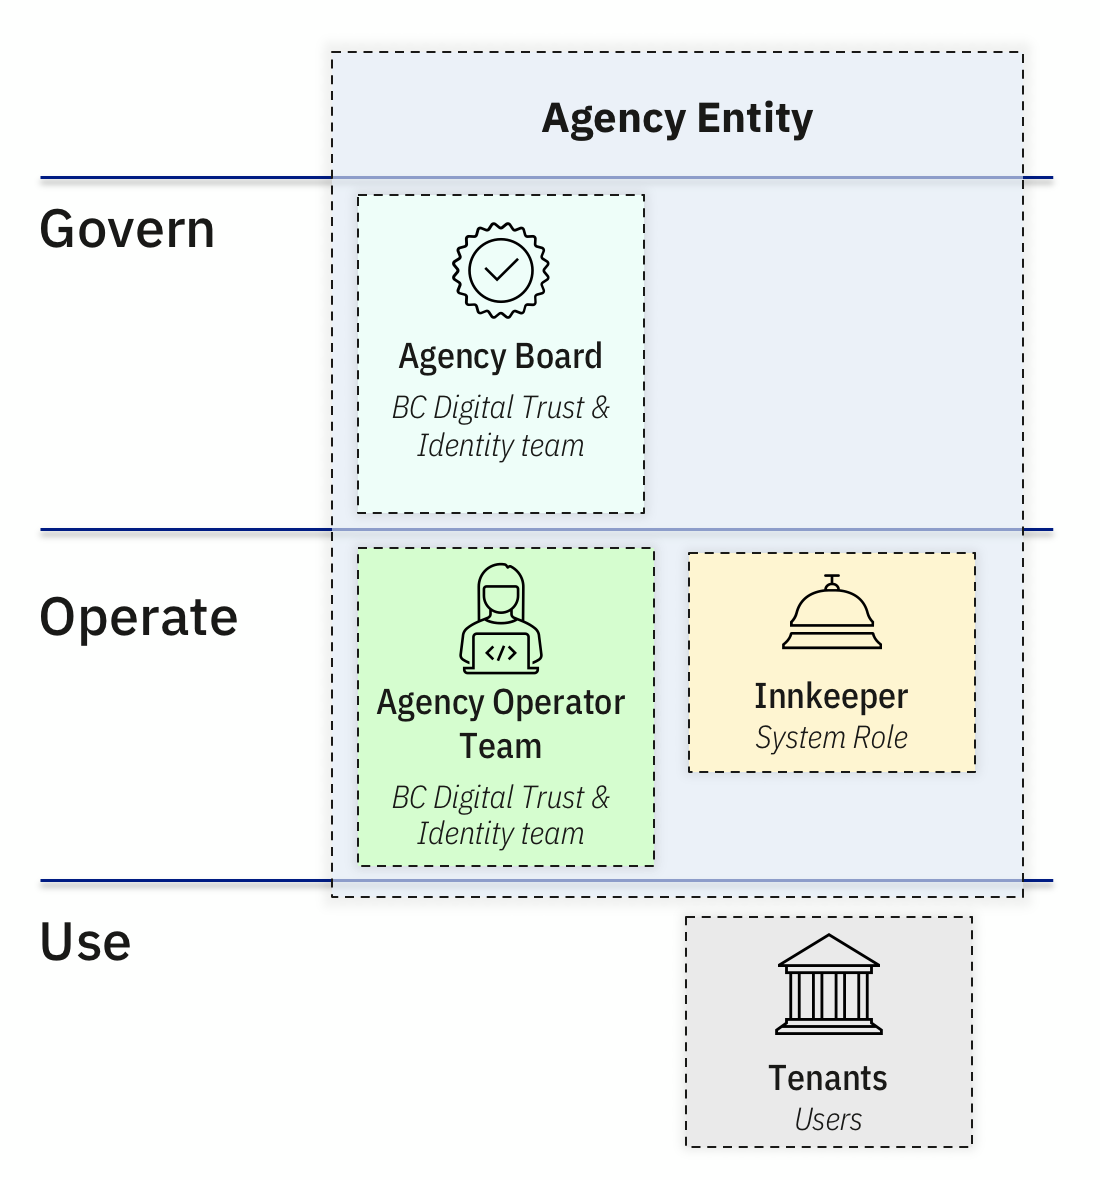 Agency Entity
Govern
Agency Board
BC Digital Trust &
Identity team
Operate
</>
Agency Operator
Team
BC Digital Trust &
Identity team
Innkeeper
System Role
Use
Tenants
Users